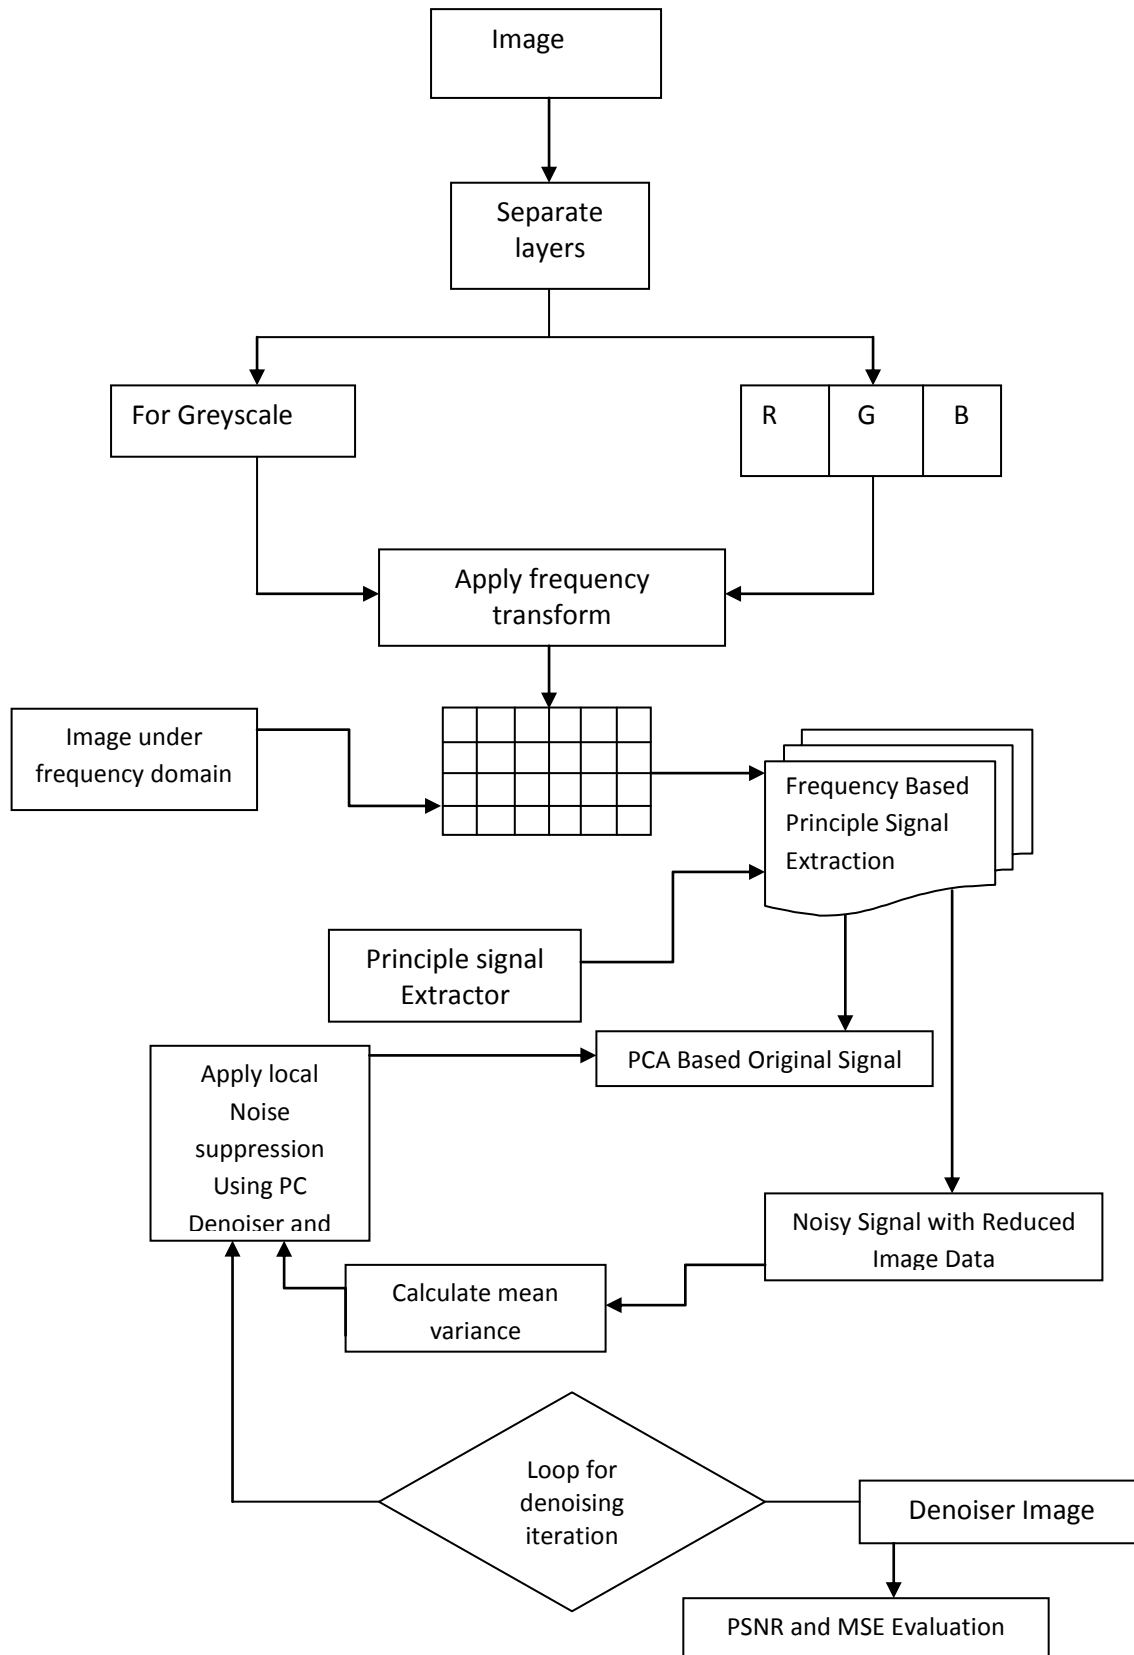 Image
Separate
layers
For Greyscale
R G B
Apply frequency
transform
Image under
frequency domain
Frequency Based
Principle Signal
Extraction
Principle signal
Extractor
PCA Based Original Signal
Apply local
Noise
suppression
Using PC
Denoiser and
Noisy Signal with Reduced
Image Data
Calculate mean
variance
Loop for
denoising
iteration
Denoiser Image
PSNR and MSE Evaluation